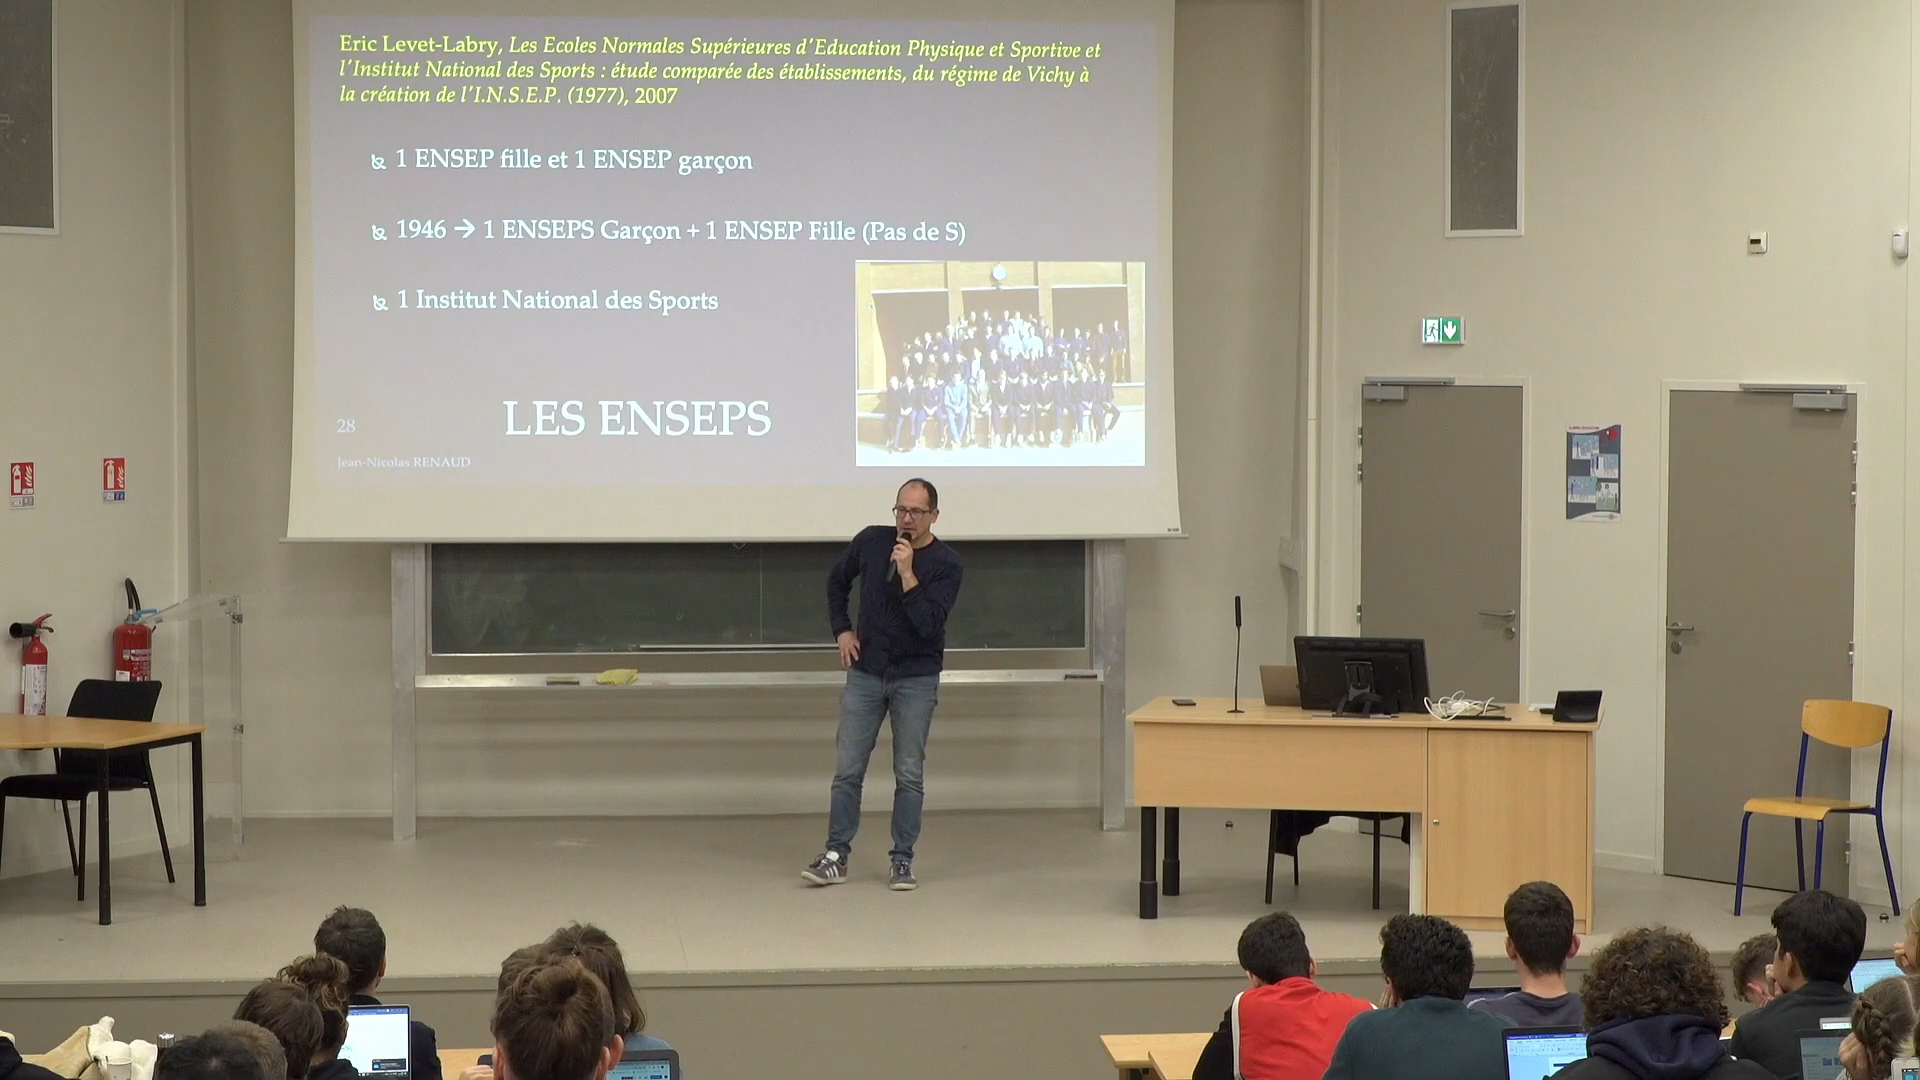 Eric Levet-Labry, Les Ecoles Normales Supérieures d'Education Physique et Sportive et
l'Institut National des Sports : étude comparée des établissements, du régime de Vichy à
la création de l'I.N.S.E.P. (1977), 2007
1 ENSEP fille et 1 ENSEP garçon
1946 → 1 ENSEPS Garçon + 1 ENSEP Fille (Pas de S)
1 Institut National des Sports
LES ENSEPS
28
Jean-Nicolas RENAUD